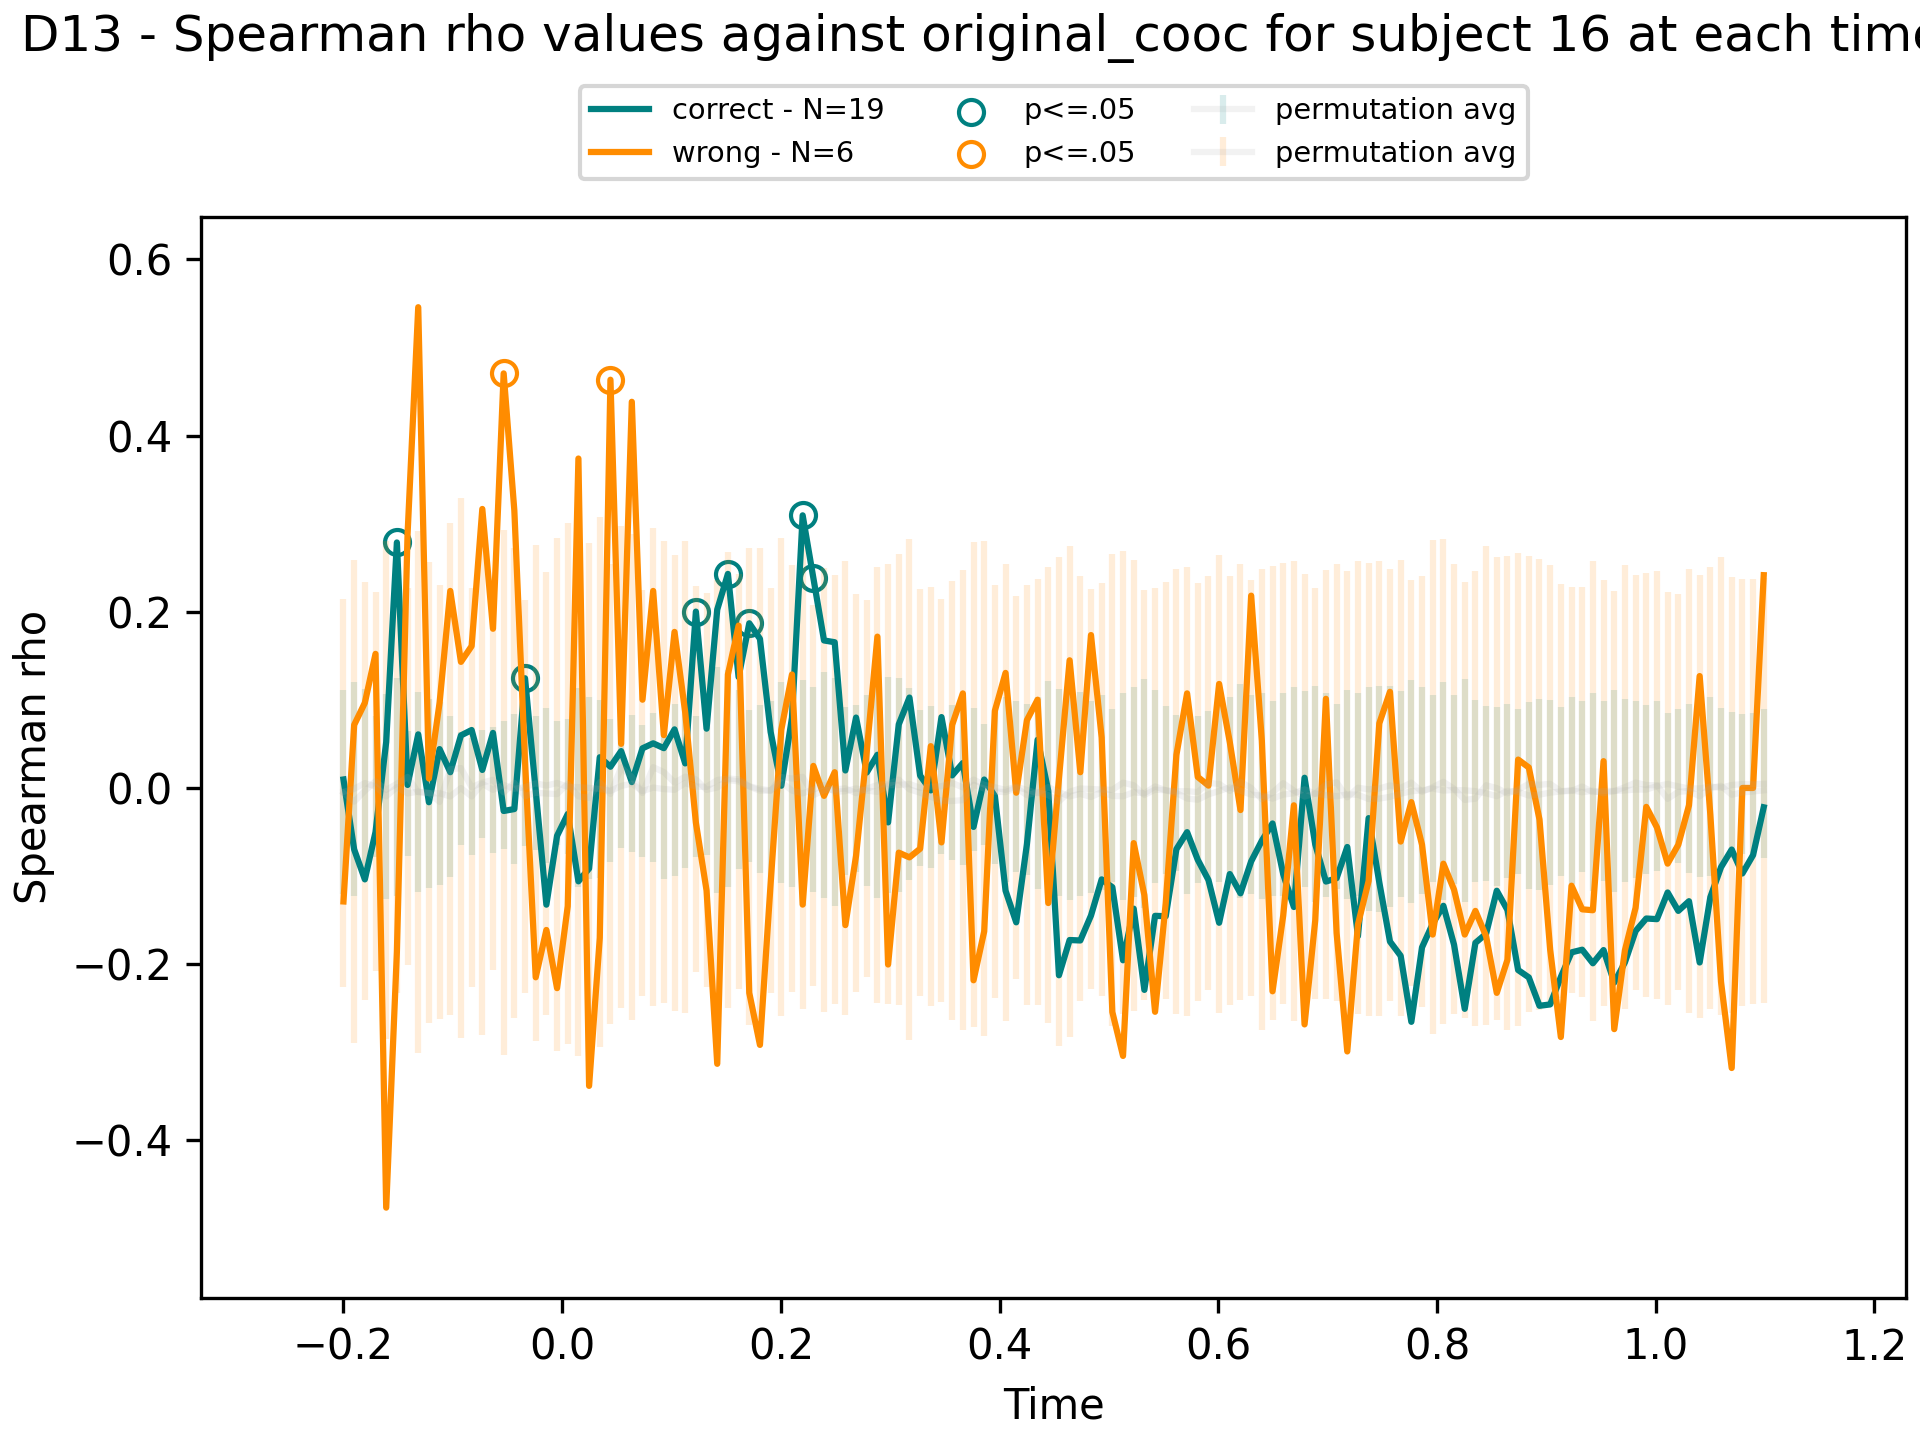 D13 - Spearman rho values against original_cooc for subject 16 at each time
correct - N=19 p<=.05 permutation avg
wrong - N=6 p<=.05 permutation avg
0.6
0.4
0.2
0.0
−0.2
−0.4
Spearman rho
−0.2 0.0 0.2 0.4 0.6 0.8 1.0 1.2
Time